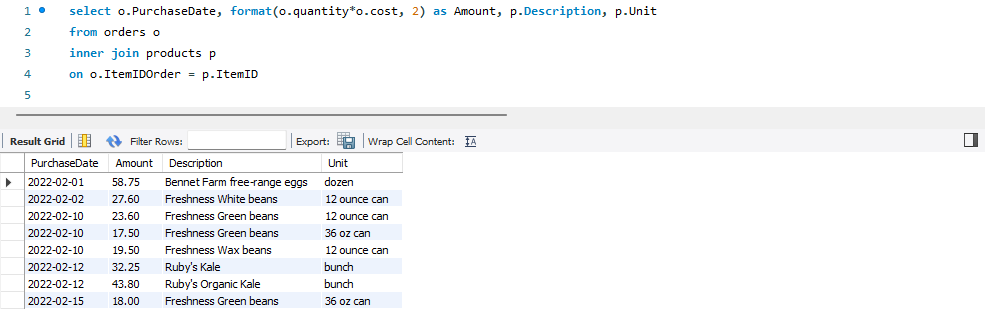 1 select o.PurchaseDate, format(o.quantity*o.cost, 2) as Amount, p.Description, p.Unit
2 from orders o
3 inner join products p
4 on o.ItemIDOrder = p.ItemID
5
Result Grid Filter Rows: Export: Wrap Cell Content: IA
PurchaseDate Amount Description Unit
2022-02-01 58.75 Bennet Farm free-range eggs dozen
2022-02-02 27.60 Freshness White beans 12 ounce can
2022-02-10 23.60 Freshness Green beans 12 ounce can
2022-02-10 17.50 Freshness Green beans 36 oz can
2022-02-10 19.50 Freshness Wax beans 12 ounce can
2022-02-12 32.25 Ruby's Kale bunch
2022-02-12 43.80 Ruby's Organic Kale bunch
2022-02-15 18.00 Freshness Green beans 36 oz can